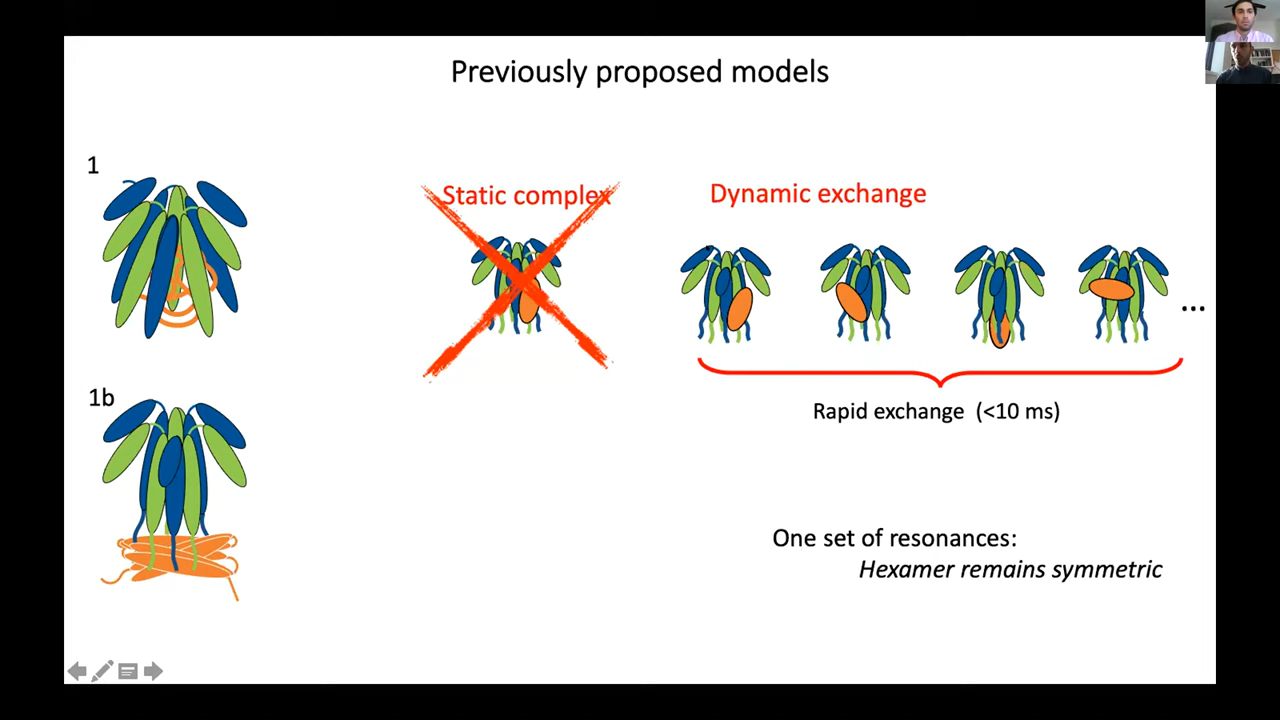 Previously proposed models
1
Static complex
Dynamic exchange
...
Rapid exchange (<10 ms)
1b
One set of resonances:
Hexamer remains symmetric